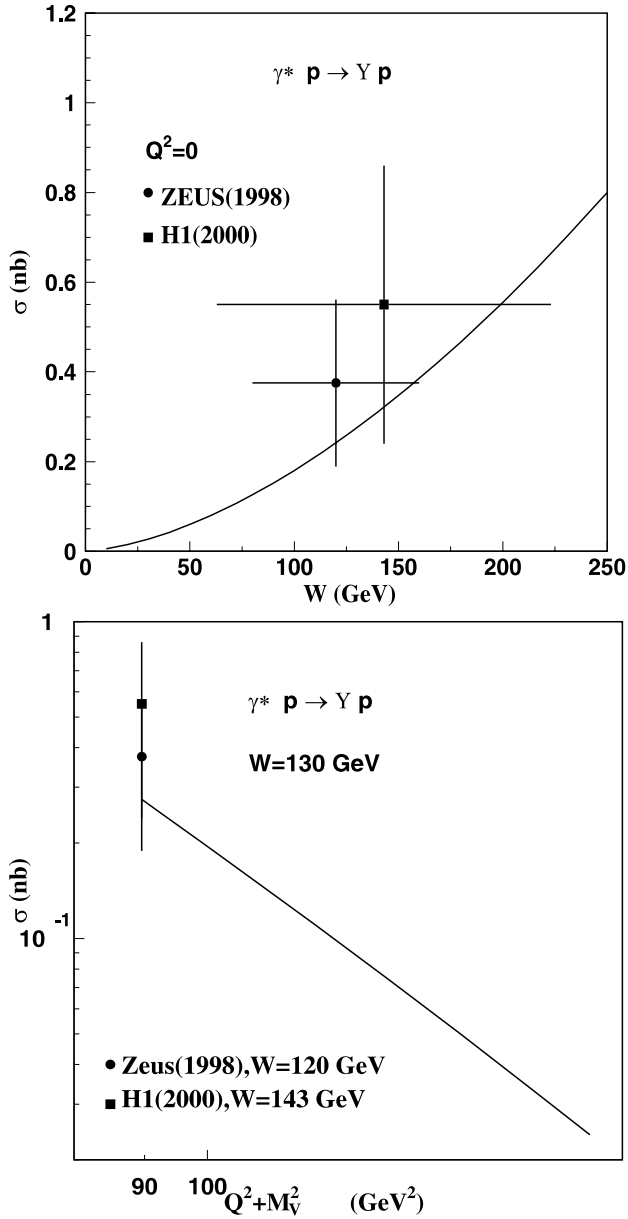 1.2
γ* p → Υ p
1
Q²=0
0.8
ZEUS(1998)
H1(2000)
0.6
σ (nb)
0.4
0.2
0
0 50 100 150 200 250
W (GeV)
1
γ* p → Υ p
W=130 GeV
σ (nb)
10⁻¹
Zeus(1998),W=120 GeV
H1(2000),W=143 GeV
90 100
Q²+M_V² (GeV²)